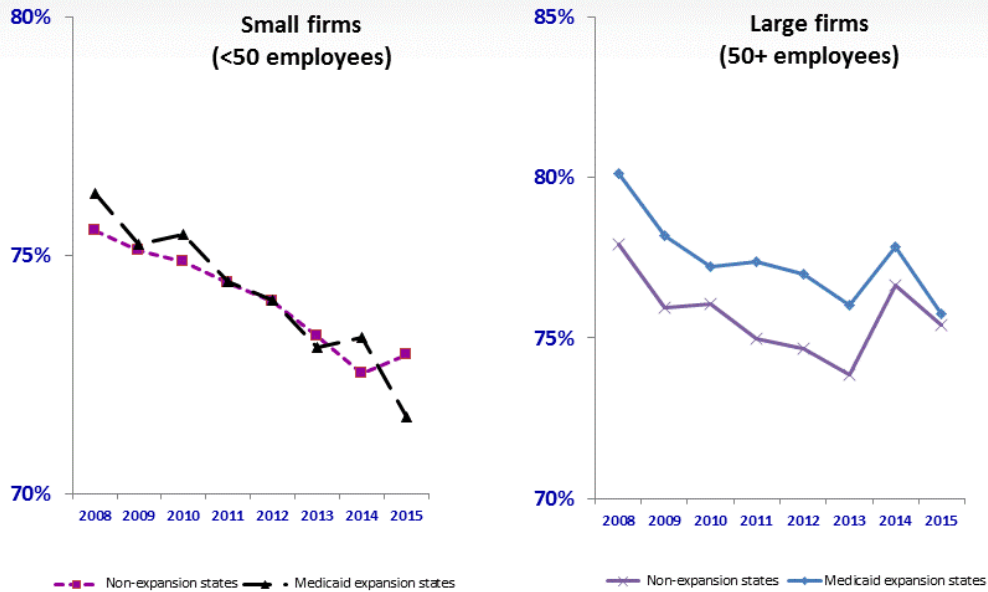 Small firms
(<50 employees)
80%
75%
70%
2008 2009 2010 2011 2012 2013 2014 2015
Non-expansion states Medicaid expansion states
Large firms
(50+ employees)
85%
80%
75%
70%
2008 2009 2010 2011 2012 2013 2014 2015
Non-expansion states Medicaid expansion states